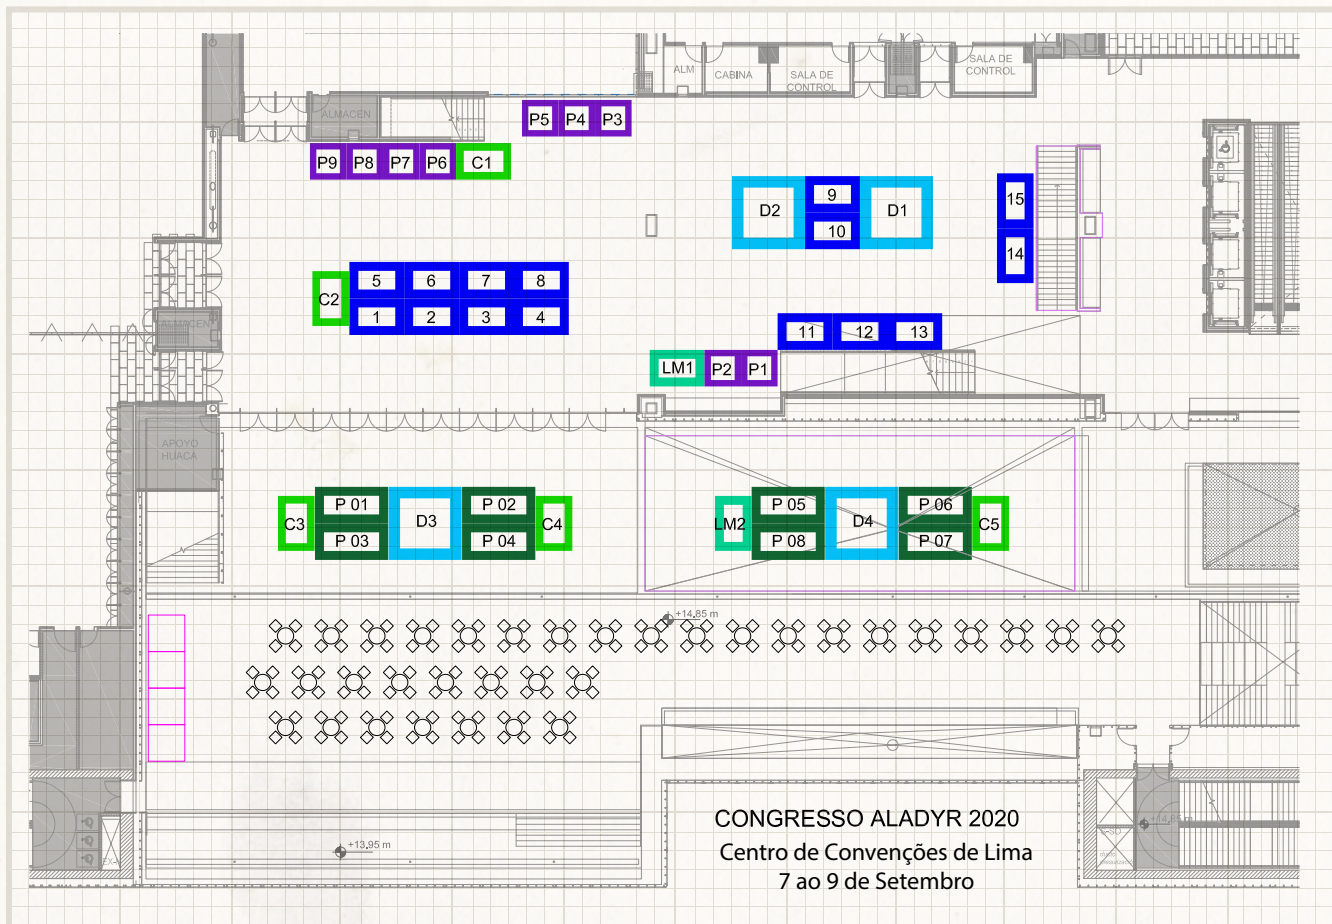 ALM
CABINA
SALA DE
CONTROL
SALA DE
CONTROL
ALMACEN
P5 P4 P3
P9 P8 P7 P6 C1
D2 9 D1
10
15
14
C2 5 6 7 8
1 2 3 4
ALMACEN
11 12 13
LM1 P2 P1
APOYO
HUACA
C3 P 01 D3 P 02 C4
P 03 P 04
LM2 P 05 D4 P 06 C5
P 08 P 07
+14,85 m
+13,95 m
+14,85 m
CONGRESSO ALADYR 2020
Centro de Convenções de Lima
7 ao 9 de Setembro